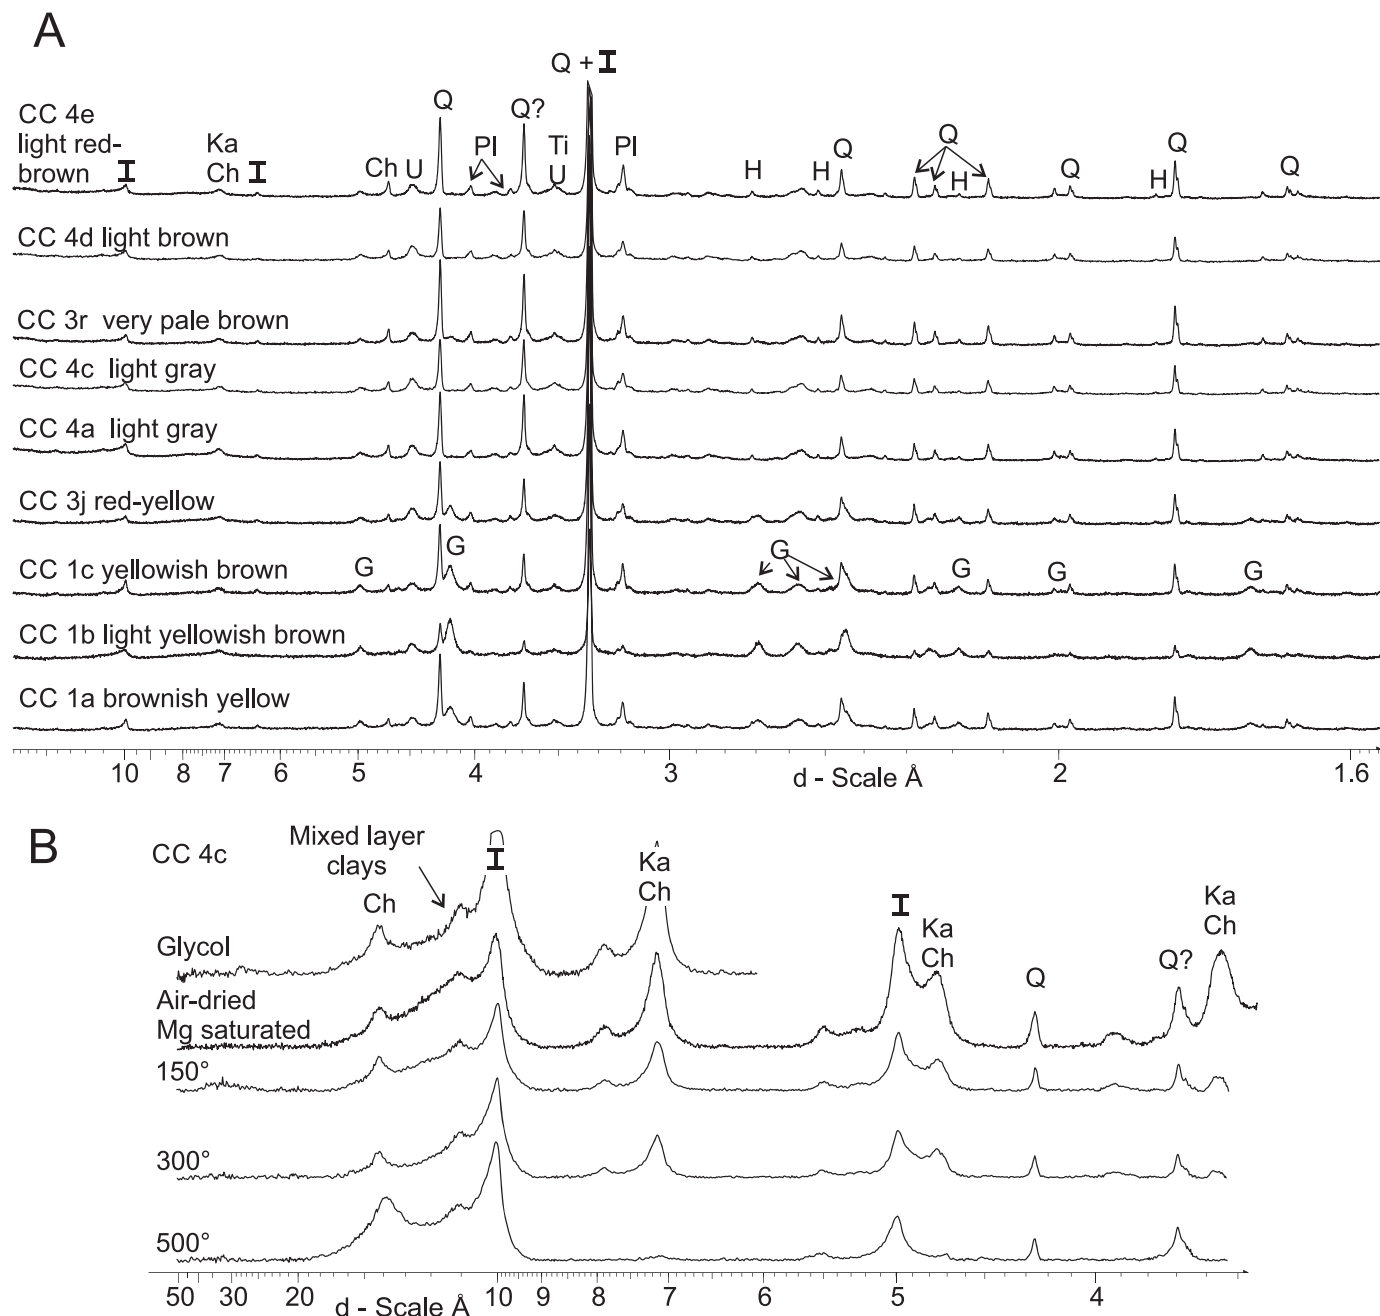 A
Q + I
CC 4e
light red-
brown
I
Ka
Ch I
Ch U
Q
Pl
Q?
Ti
U
Pl
H
H
Q
Q
H
Q
H
Q
Q
CC 4d light brown
CC 3r very pale brown
CC 4c light gray
CC 4a light gray
CC 3j red-yellow
CC 1c yellowish brown
G
G
G
G
G
G
CC 1b light yellowish brown
CC 1a brownish yellow
10 8 7 6 5 4 3 2 1.6
d - Scale Å
B
CC 4c
Mixed layer
clays
Ch
I
Ka
Ch
I
Ka
Ch
Q
Q?
Ka
Ch
Glycol
Air-dried
Mg saturated
150°
300°
500°
50 30 20 10 9 8 7 6 5 4
d - Scale Å